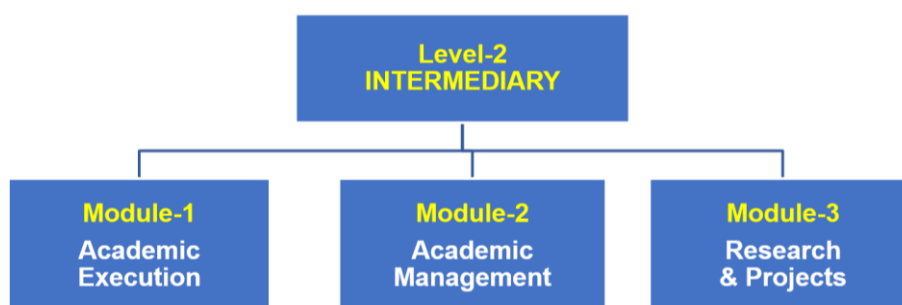 Level-2
INTERMEDIARY
Module-1
Academic
Execution
Module-2
Academic
Management
Module-3
Research
& Projects